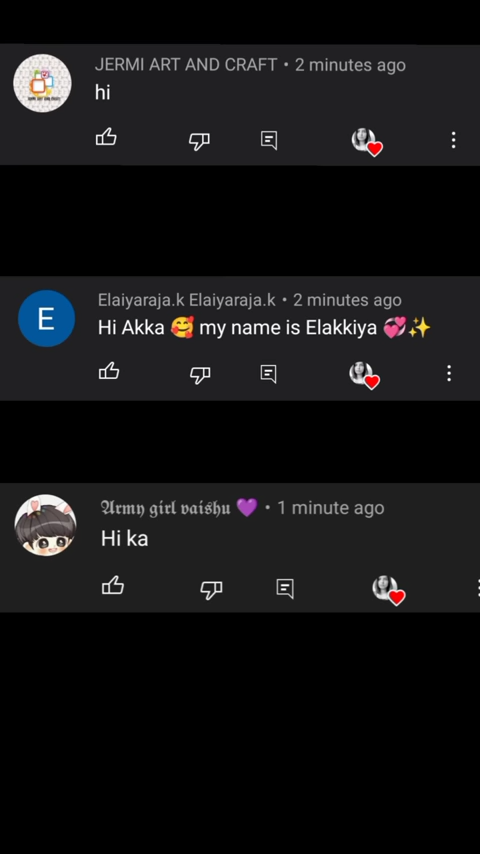 JERMI ART AND CRAFT • 2 minutes ago
hi
Elaiyaraja.k Elaiyaraja.k • 2 minutes ago
E
Hi Akka 🥰 my name is Elakkiya 💞✨
𝕬𝖗𝖒𝖞 𝖌𝖎𝖗𝖑 𝖛𝖆𝖎𝖘𝖍𝖚 💜 • 1 minute ago
Hi ka